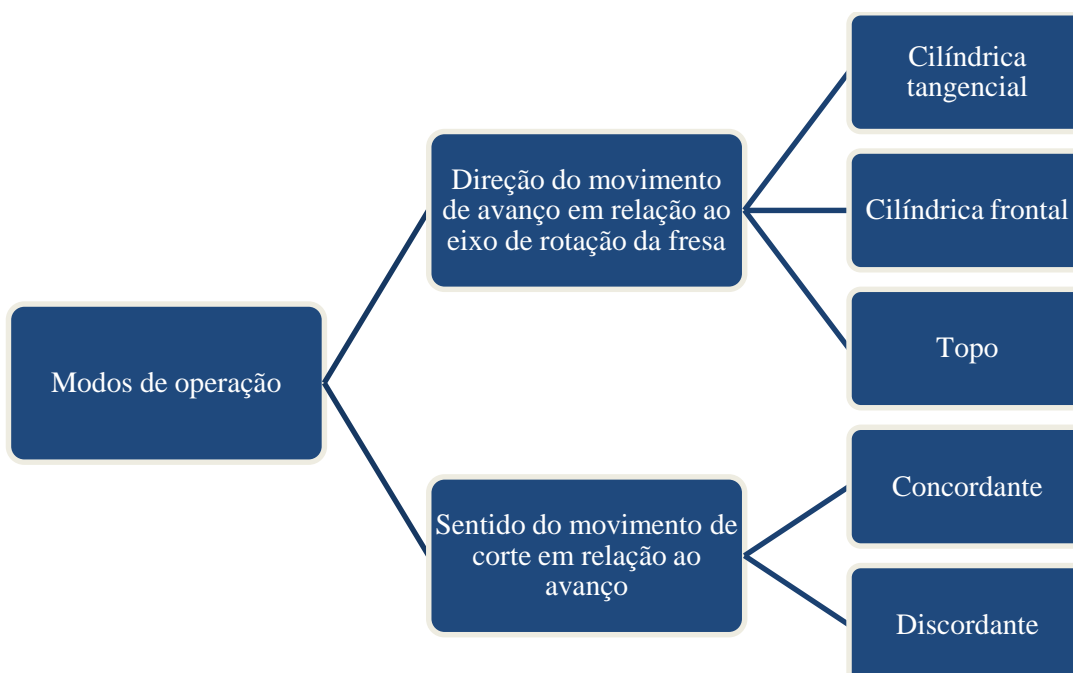 Modos de operação
Direção do movimento
de avanço em relação ao
eixo de rotação da fresa
Cilíndrica
tangencial
Cilíndrica frontal
Topo
Sentido do movimento de
corte em relação ao
avanço
Concordante
Discordante